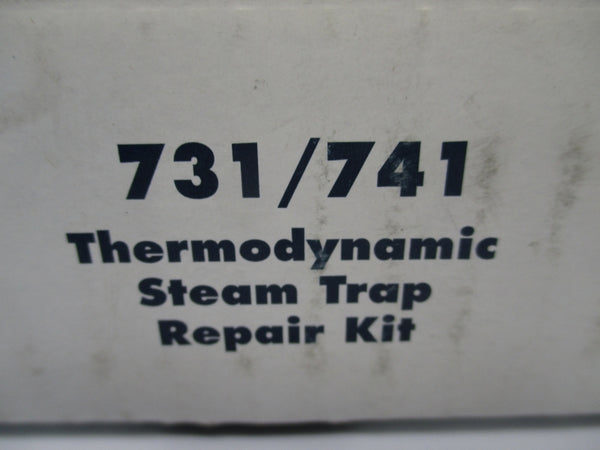 731/741
Thermodynamic
Steam Trap
Repair Kit